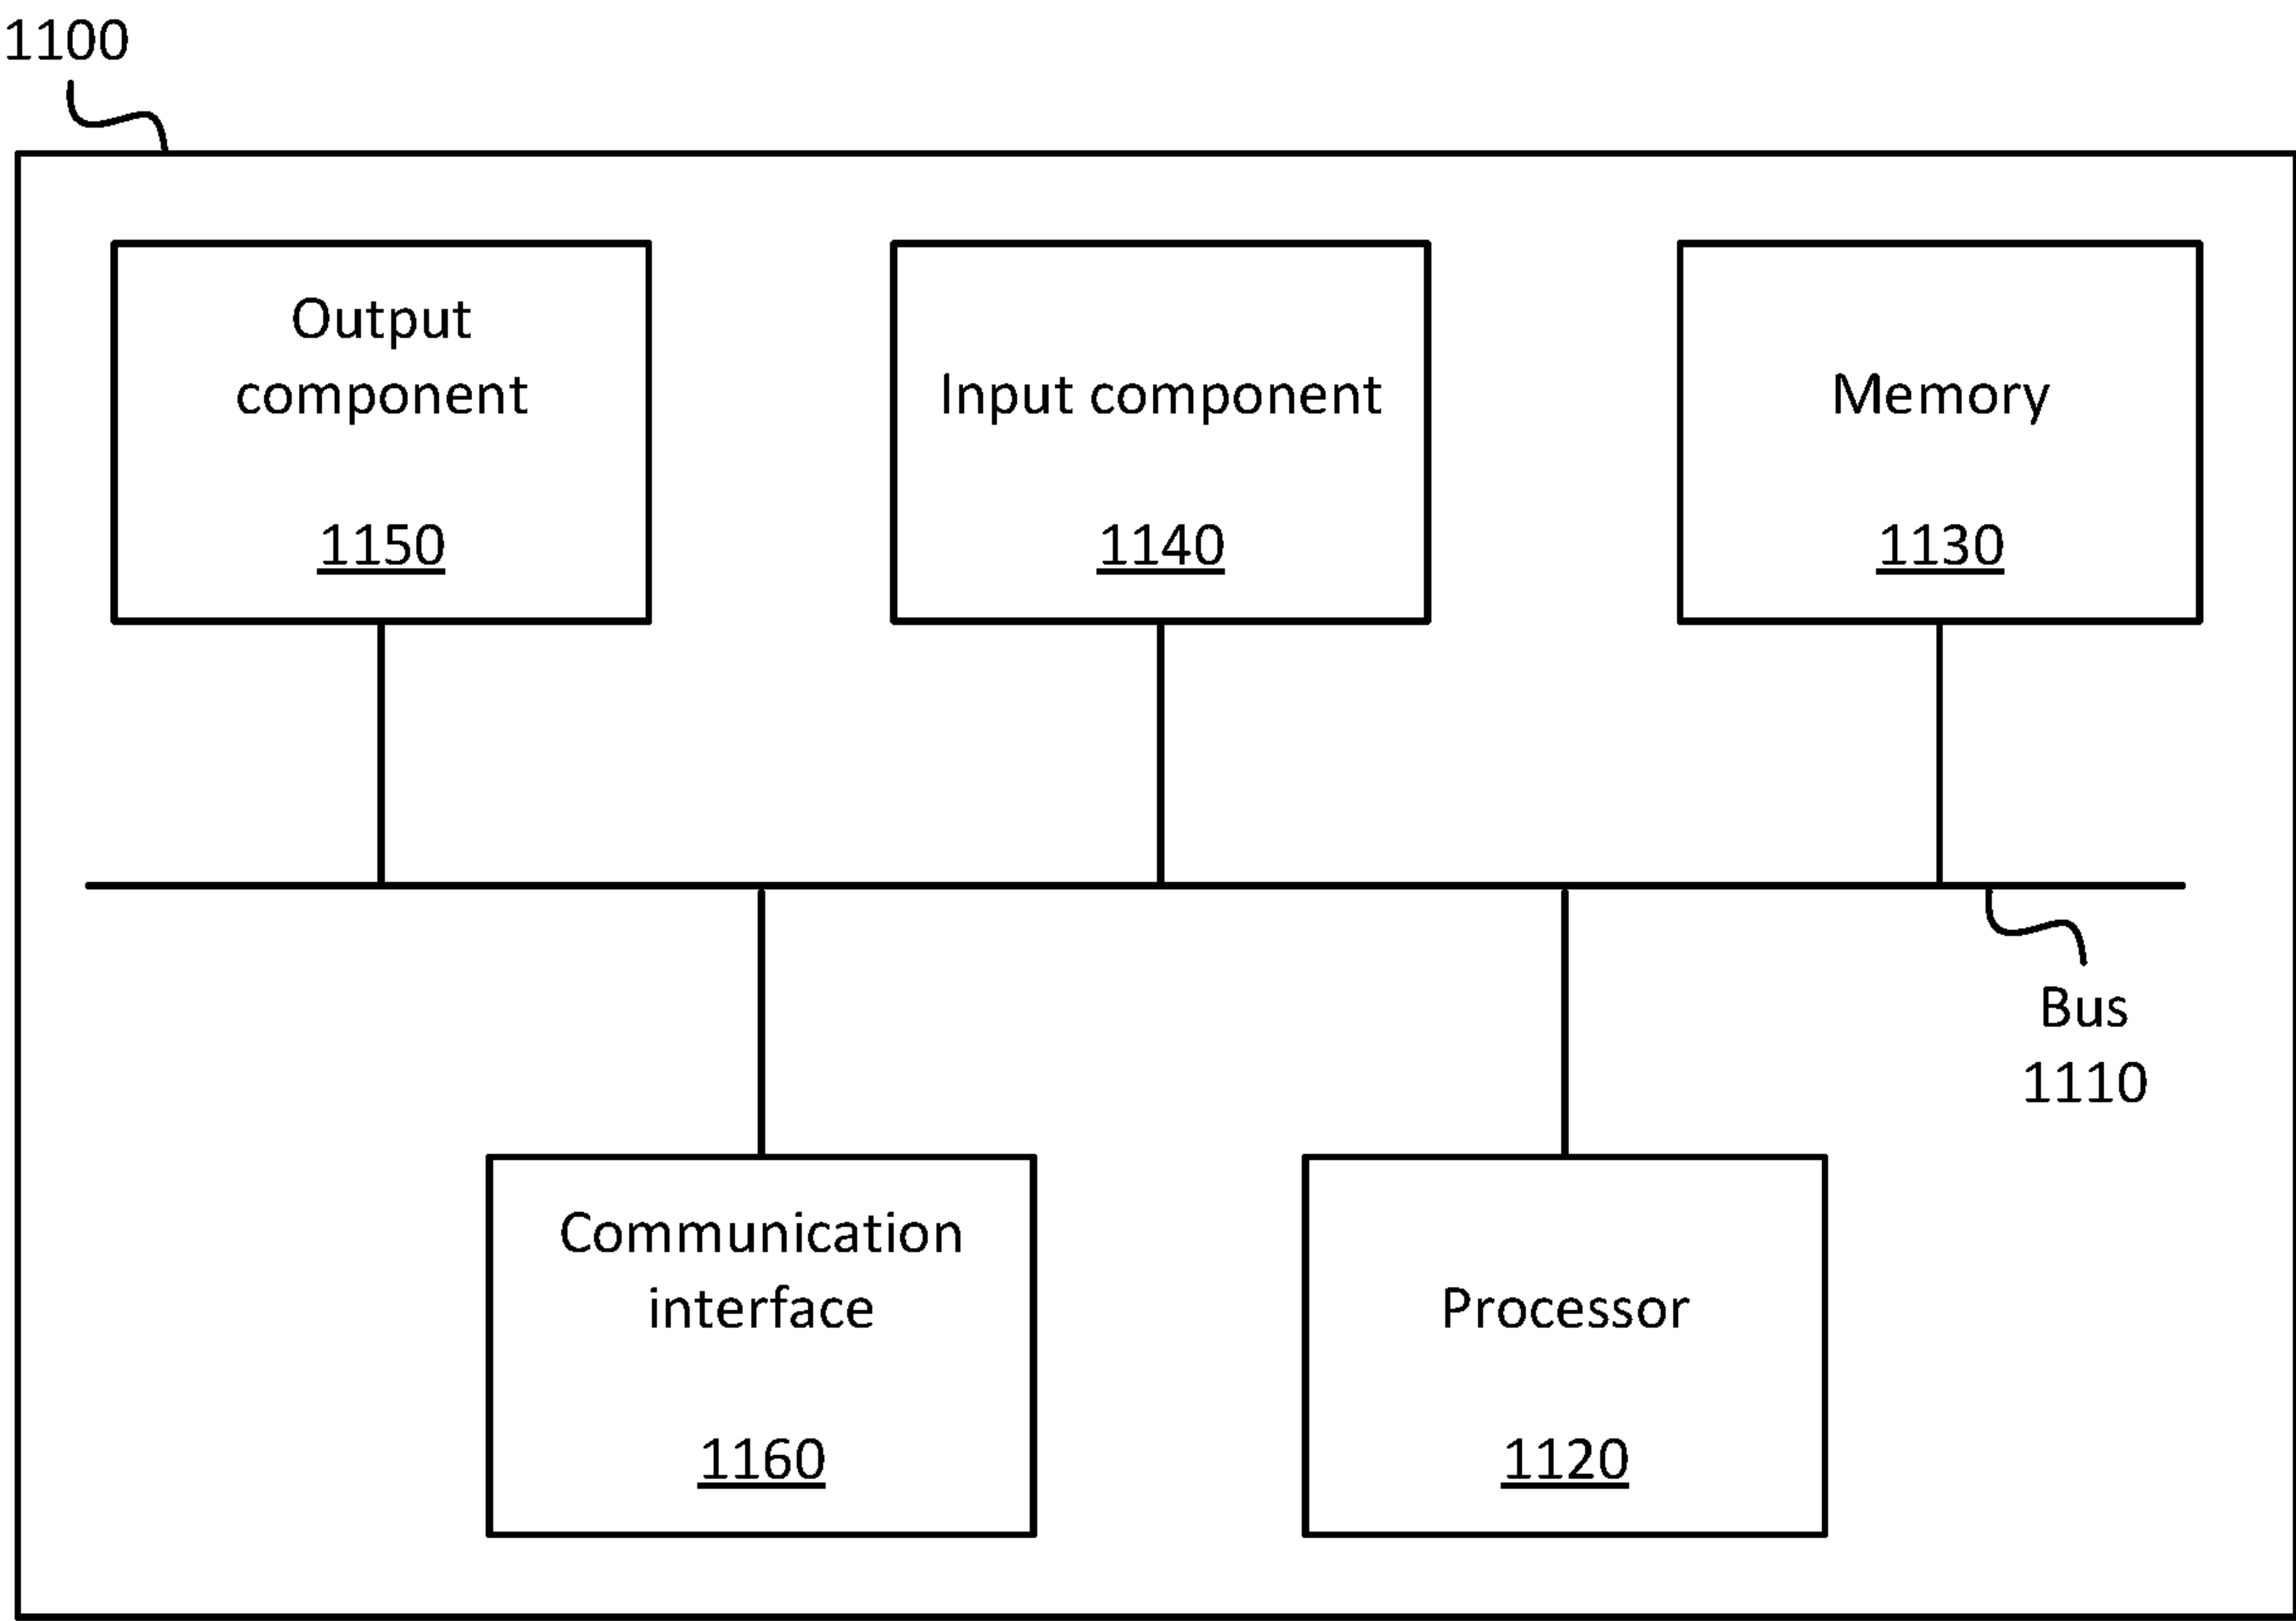 1100
Output
component
1150
Input component
1140
Memory
1130
Bus
1110
Communication
interface
1160
Processor
1120